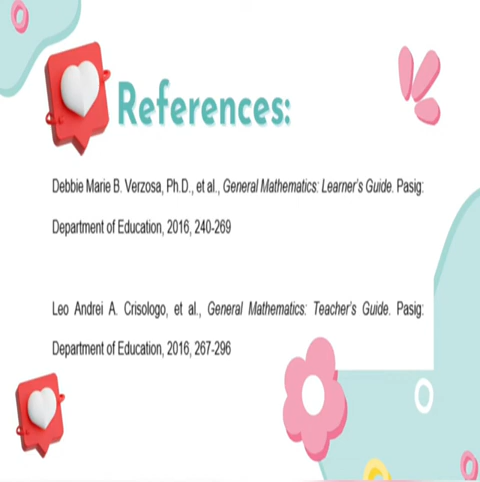 References:
Debbie Marie B. Verzosa, Ph.D., et al., General Mathematics: Learner's Guide. Pasig:
Department of Education, 2016, 240-269
Leo Andrei A. Crisologo, et al., General Mathematics: Teacher's Guide. Pasig:
Department of Education, 2016, 267-296